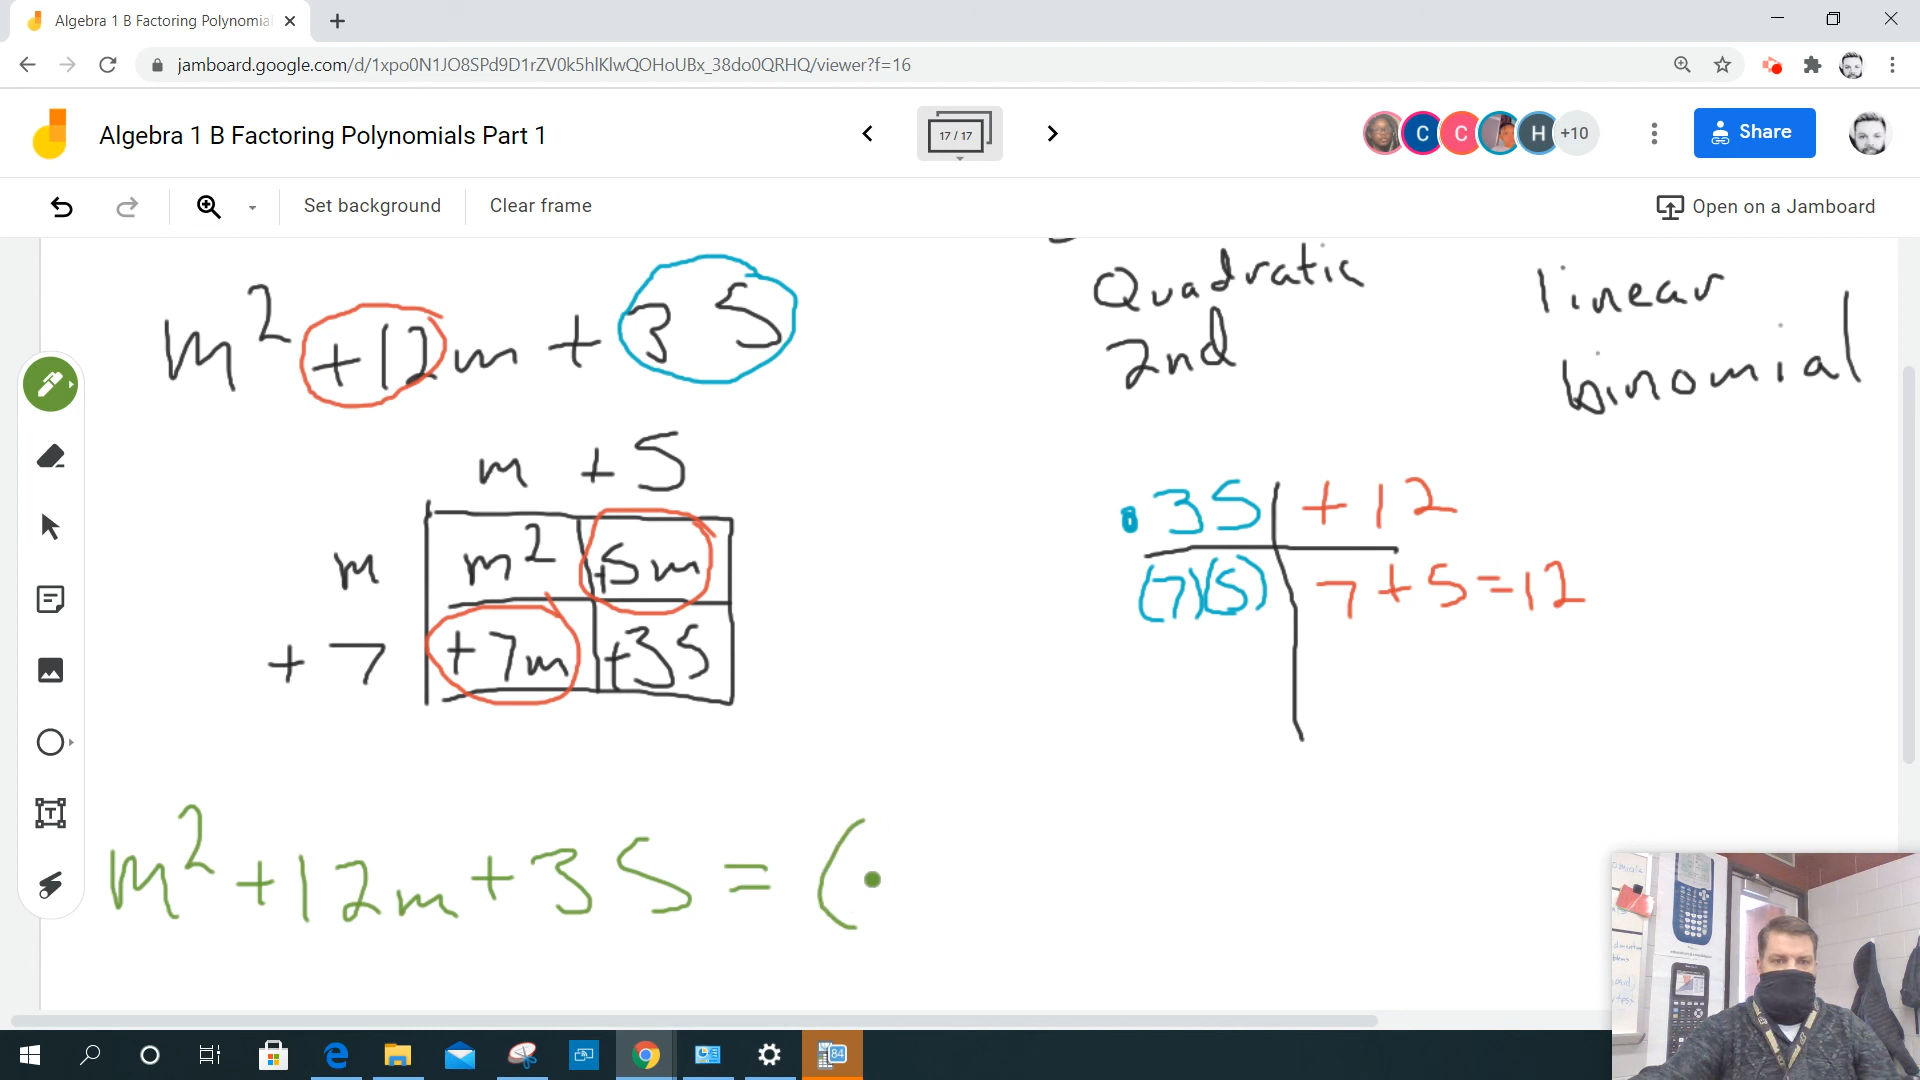 Algebra 1 B Factoring Polynomia
jamboard.google.com/d/1xpo0N1JO8SPd9D1rZV0k5hlKlwQOHoUBx_38do0QRHQ/viewer?f=16
Algebra 1 B Factoring Polynomials Part 1
17 / 17
C
C
H
+10
Share
Set background
Clear frame
Open on a Jamboard
m² +12m + 35
Quadratic
linear
2nd
binomial
m +5
m
m²
+5m
+7
+7m
+35
35
+12
(7)(5)
7+5=12
m²+12m+35=(
84